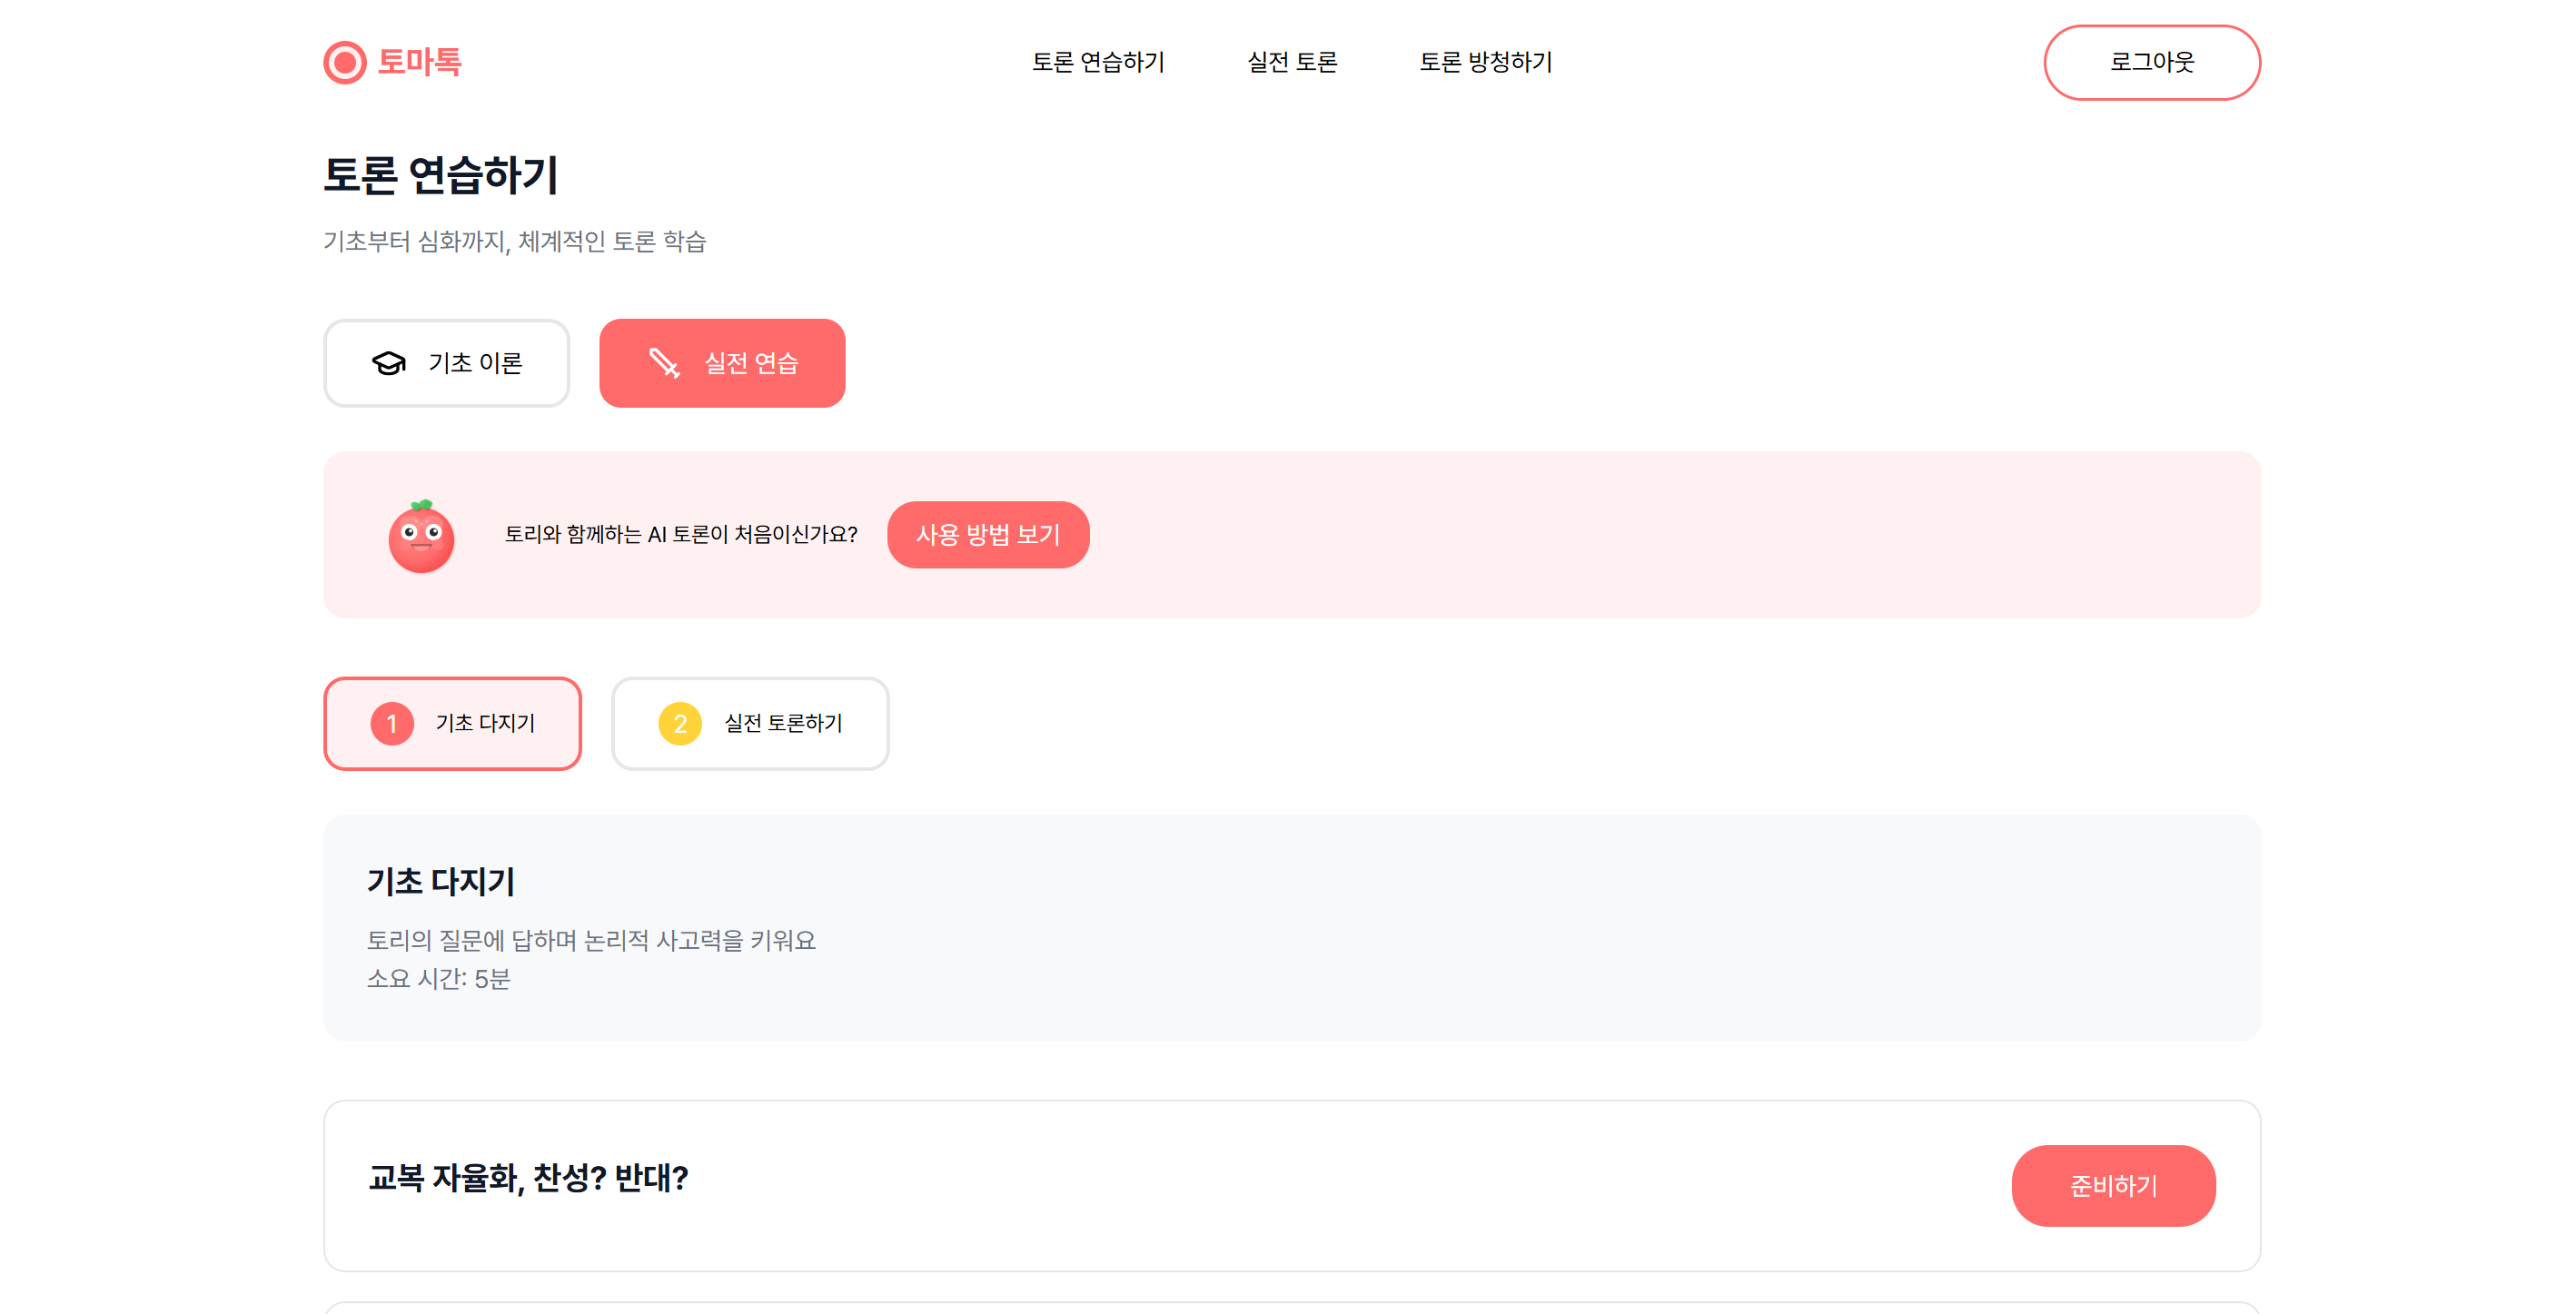 토마톡
토론 연습하기
실전 토론
토론 방청하기
로그아웃
토론 연습하기
기초부터 심화까지, 체계적인 토론 학습
기초 이론
실전 연습
토리와 함께하는 AI 토론이 처음이신가요?
사용 방법 보기
1 기초 다지기
2 실전 토론하기
기초 다지기
토리의 질문에 답하며 논리적 사고력을 키워요
소요 시간: 5분
교복 자율화, 찬성? 반대?
준비하기